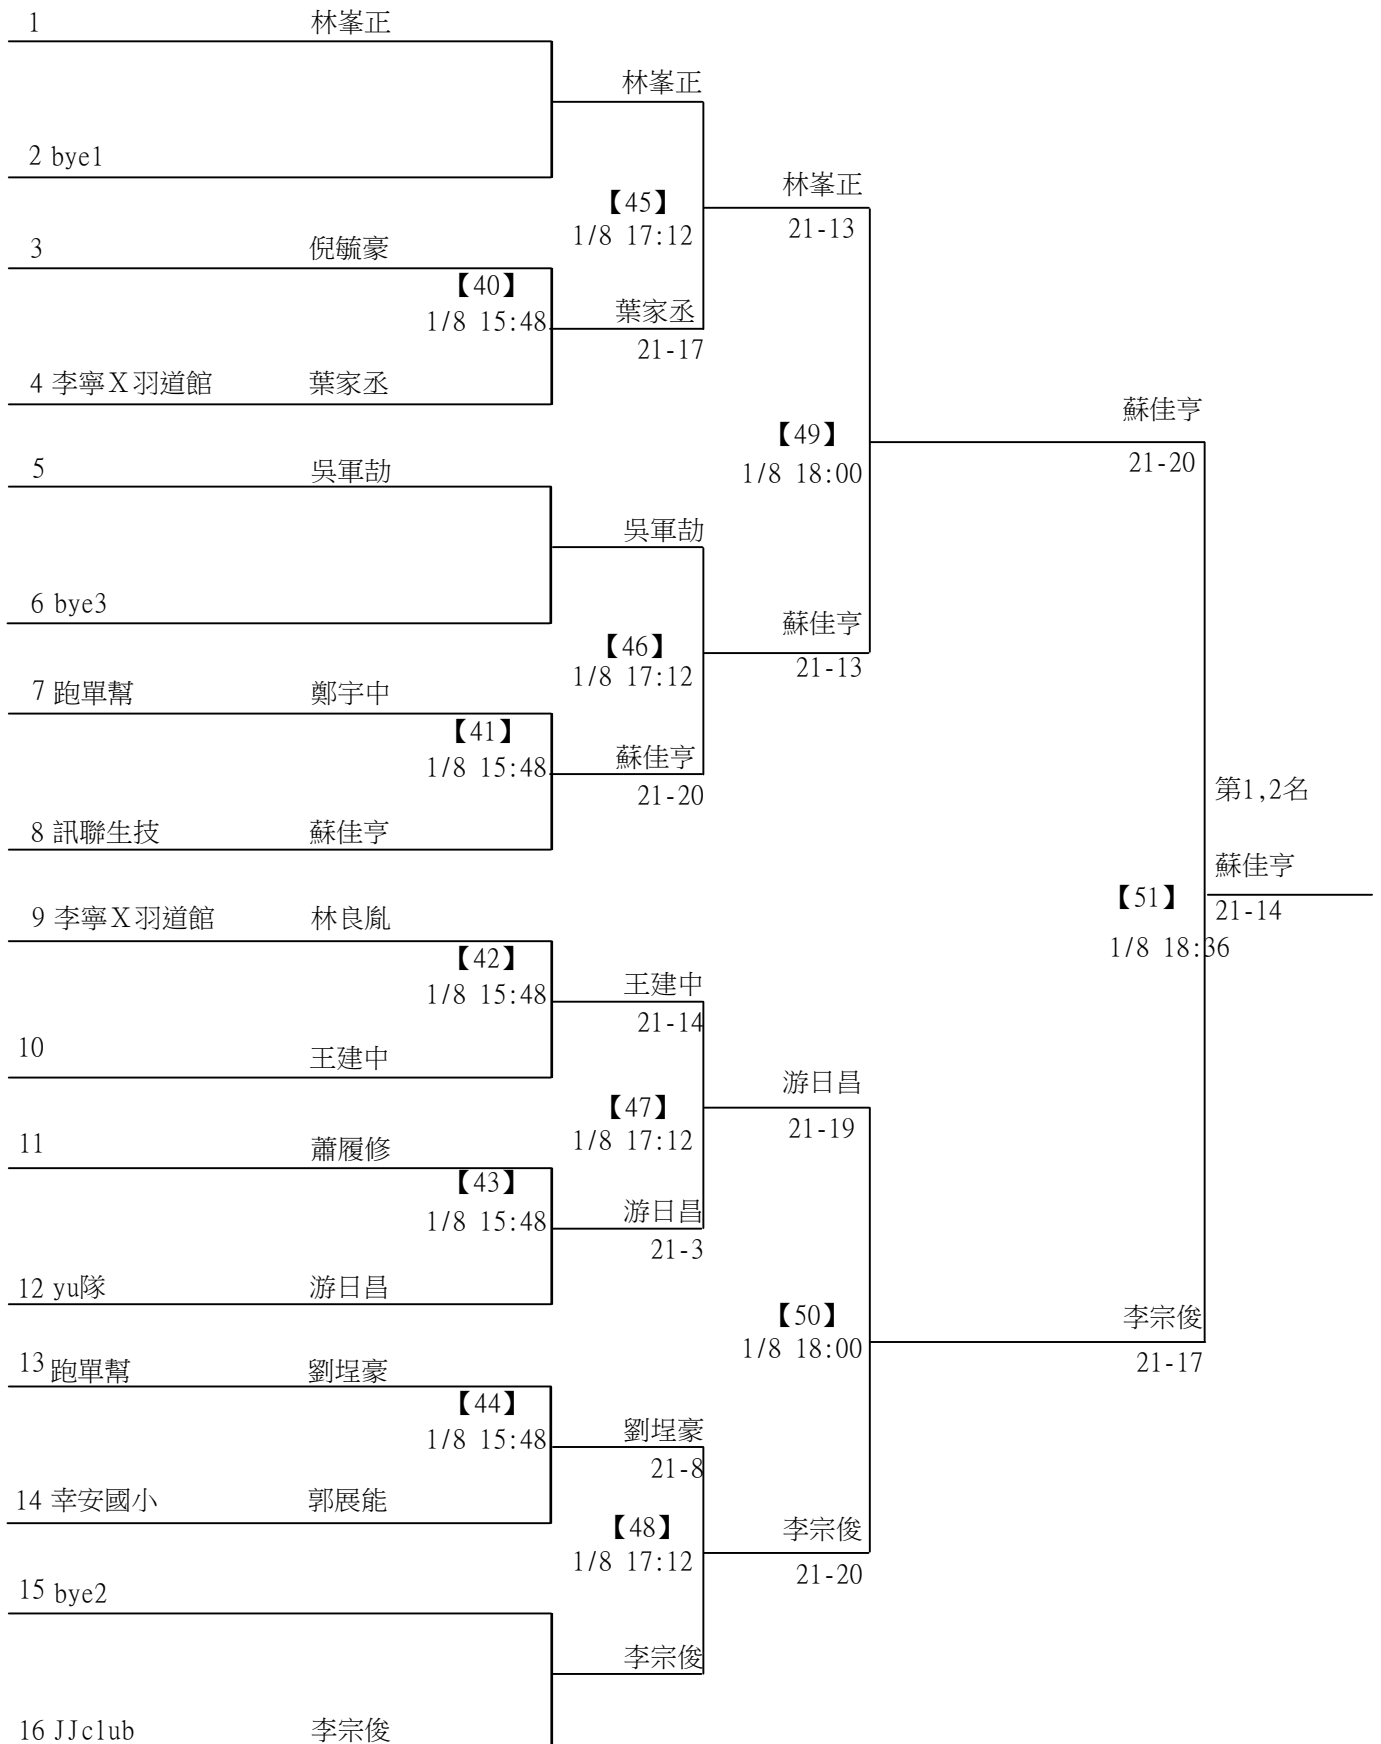 1 林峯正
林峯正
2 bye1
林峯正
【45】
21-13
1/8 17:12
3 倪毓豪
【40】
葉家丞
1/8 15:48
21-17
4 李寧X羽道館 葉家丞
蘇佳亨
【49】
21-20
1/8 18:00
5 吳軍劼
吳軍劼
6 bye3
蘇佳亨
【46】
21-13
1/8 17:12
7 跑單幫 鄭宇中
【41】
蘇佳亨
1/8 15:48
21-20
第1,2名
8 訊聯生技 蘇佳亨
蘇佳亨
【51】
21-14
1/8 18:36
9 李寧X羽道館 林良胤
【42】
王建中
1/8 15:48
21-14
10 王建中
游日昌
【47】
21-19
1/8 17:12
11 蕭履修
【43】
游日昌
1/8 15:48
21-3
12 yu隊 游日昌
【50】
李宗俊
1/8 18:00
21-17
13 跑單幫 劉埕豪
【44】
劉埕豪
1/8 15:48
21-8
14 幸安國小 郭展能
【48】
李宗俊
1/8 17:12
21-20
15 bye2
李宗俊
16 JJclub 李宗俊